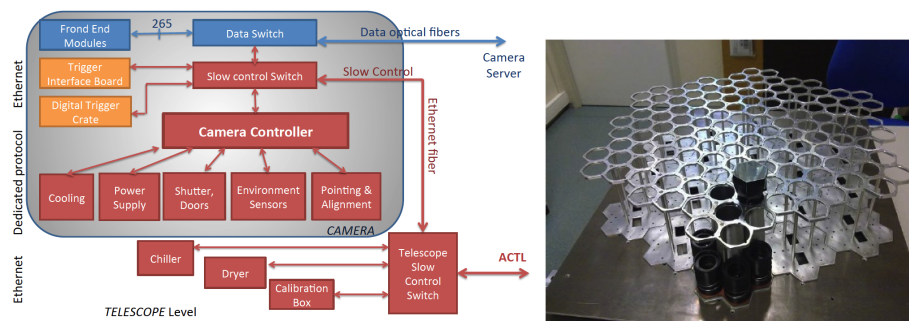 265
Frond End
Modules
Data Switch
Data optical fibers
Camera
Server
Trigger
Interface Board
Slow control Switch
Slow Control
Digital Trigger
Crate
Ethernet
Ethernet fiber
Camera Controller
Dedicated protocol
Cooling
Power
Supply
Shutter,
Doors
Environment
Sensors
Pointing &
Alignment
CAMERA
Ethernet
Chiller
Dryer
Calibration
Box
Telescope
Slow
Control
Switch
ACTL
TELESCOPE Level